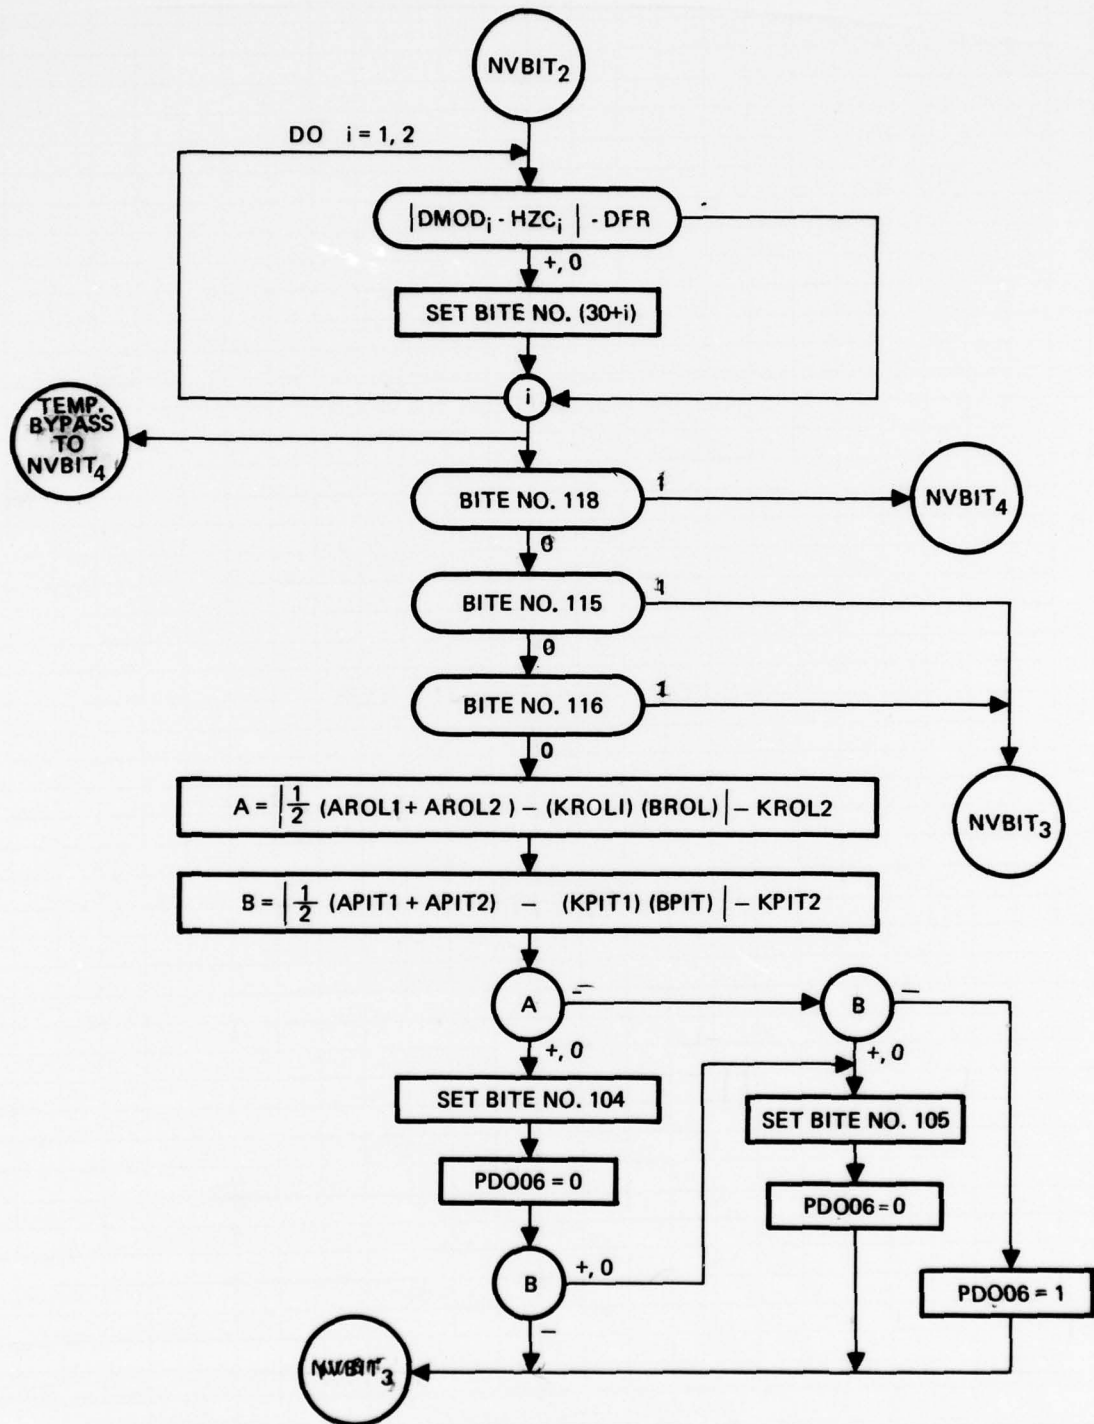 NVBIT2
DO i = 1, 2
|DMODi - HZCi| - DFR
-
+, 0
SET BITE NO. (30+i)
i
TEMP.
BYPASS
TO
NVBIT4
BITE NO. 118
1
NVBIT4
0
BITE NO. 115
1
0
BITE NO. 116
1
0
NVBIT3
A = |1/2 (AROL1 + AROL2) – (KROLI) (BROL)| – KROL2
B = |1/2 (APIT1 + APIT2) – (KPIT1) (BPIT)| – KPIT2
A
–
B
–
+, 0
+, 0
SET BITE NO. 104
SET BITE NO. 105
PDO06 = 0
PDO06 = 0
B
+, 0
PDO06 = 1
–
NVBIT3